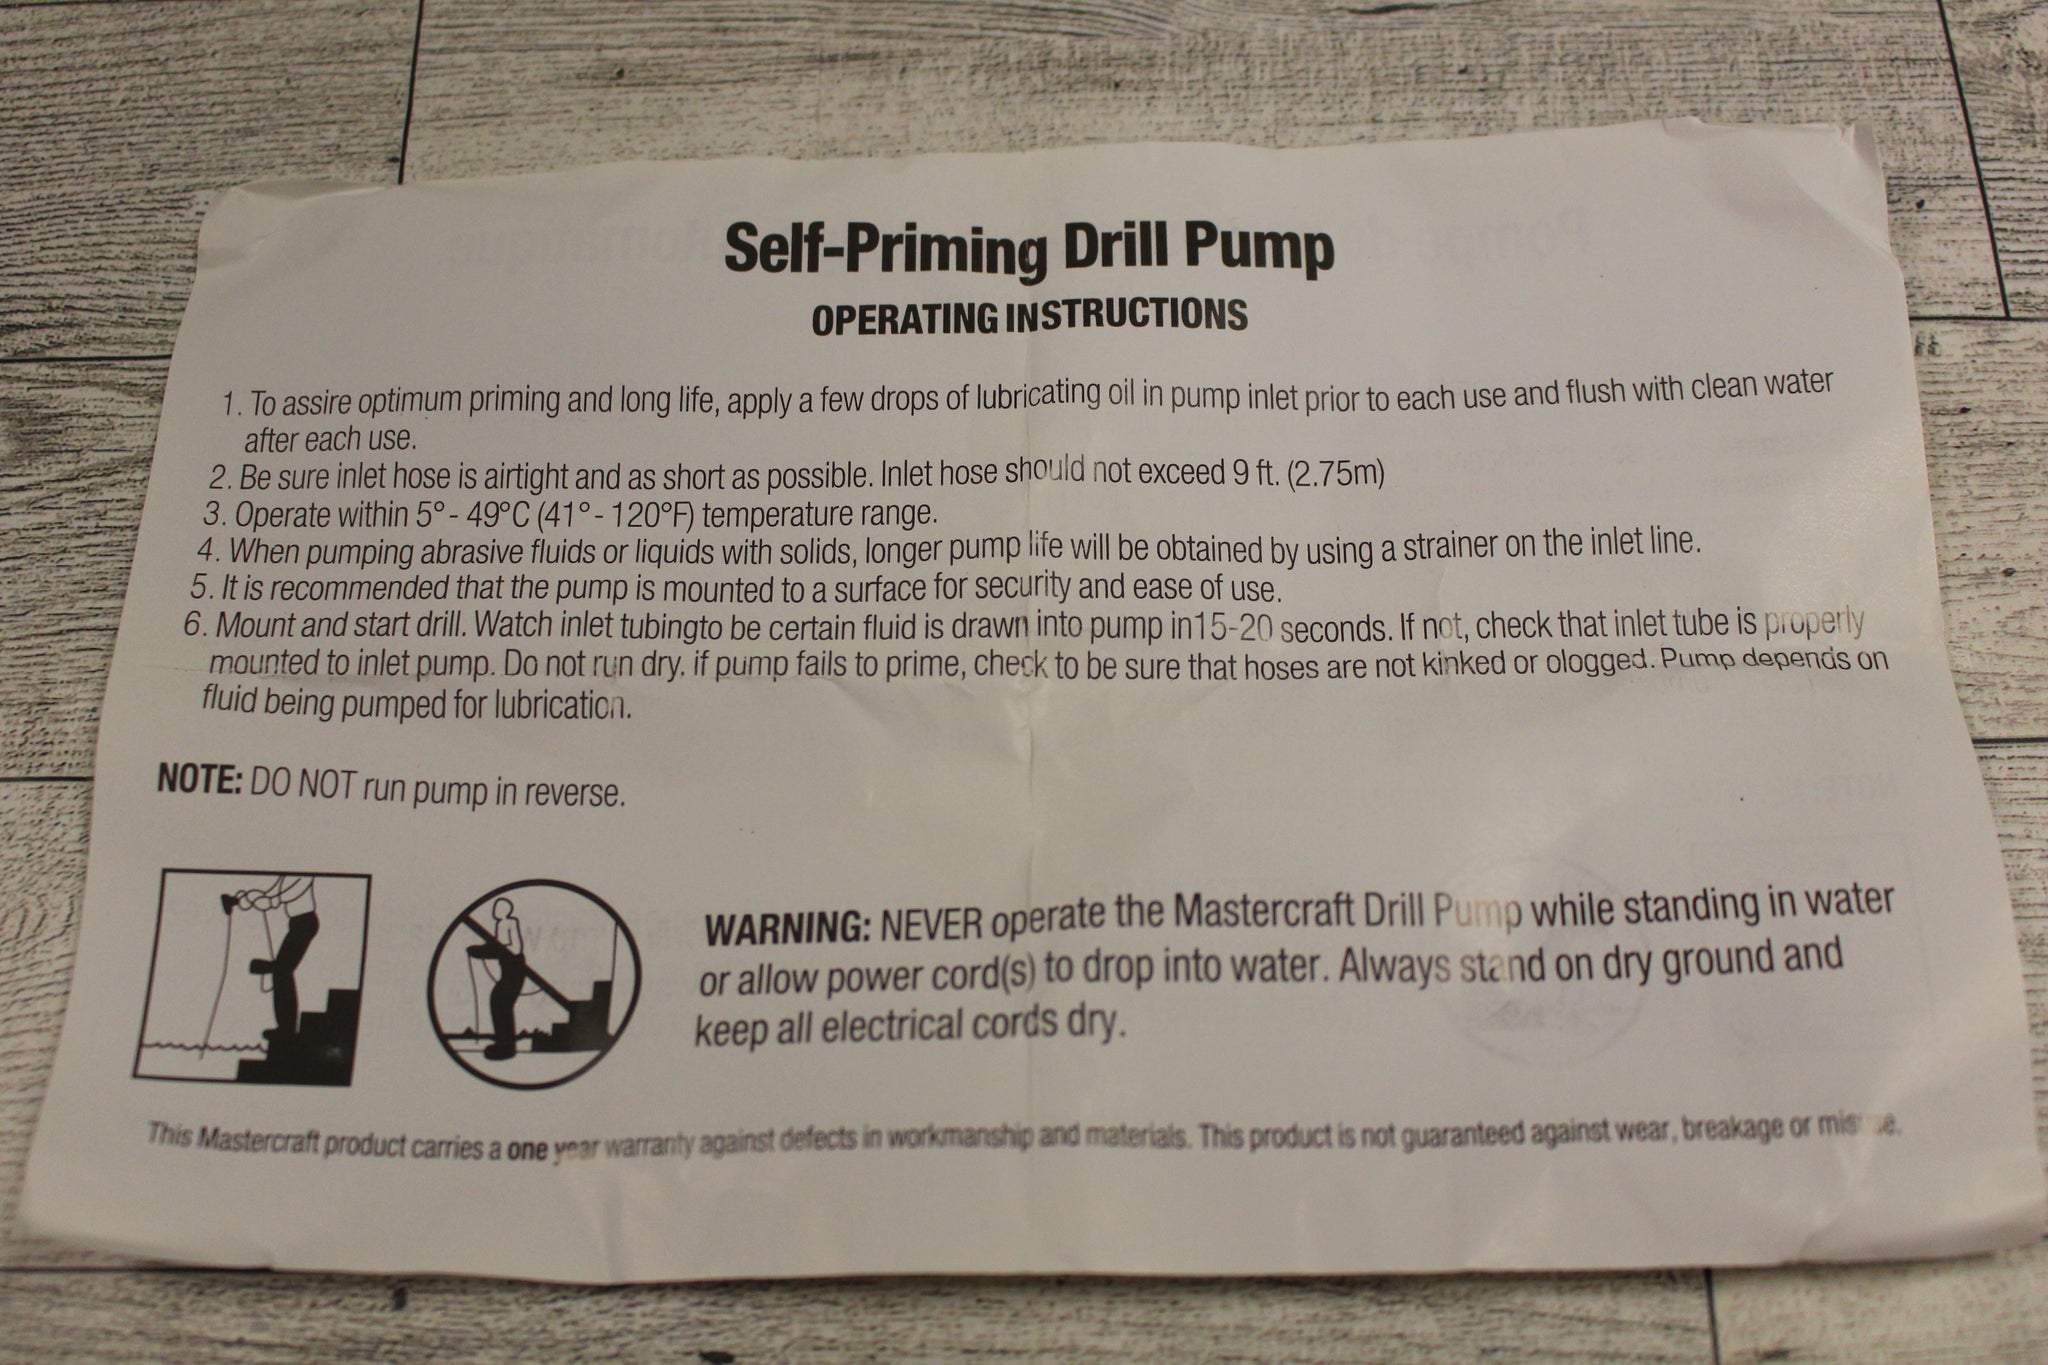 Self-Priming Drill Pump
OPERATING INSTRUCTIONS
1. To assire optimum priming and long life, apply a few drops of lubricating oil in pump inlet prior to each use and flush with clean water
after each use.
2. Be sure inlet hose is airtight and as short as possible. Inlet hose should not exceed 9 ft. (2.75m)
3. Operate within 5° - 49°C (41° - 120°F) temperature range.
4. When pumping abrasive fluids or liquids with solids, longer pump life will be obtained by using a strainer on the inlet line.
5. It is recommended that the pump is mounted to a surface for security and ease of use.
6. Mount and start drill. Watch inlet tubingto be certain fluid is drawn into pump in15-20 seconds. If not, check that inlet tube is properly
mounted to inlet pump. Do not run dry. if pump fails to prime, check to be sure that hoses are not kinked or ologged. Pump depends on
fluid being pumped for lubrication.
NOTE: DO NOT run pump in reverse.
WARNING: NEVER operate the Mastercraft Drill Pump while standing in water
or allow power cord(s) to drop into water. Always stand on dry ground and
keep all electrical cords dry.
This Mastercraft product carries a one year warranty against defects in workmanship and materials. This product is not guaranteed against wear, breakage or misuse.